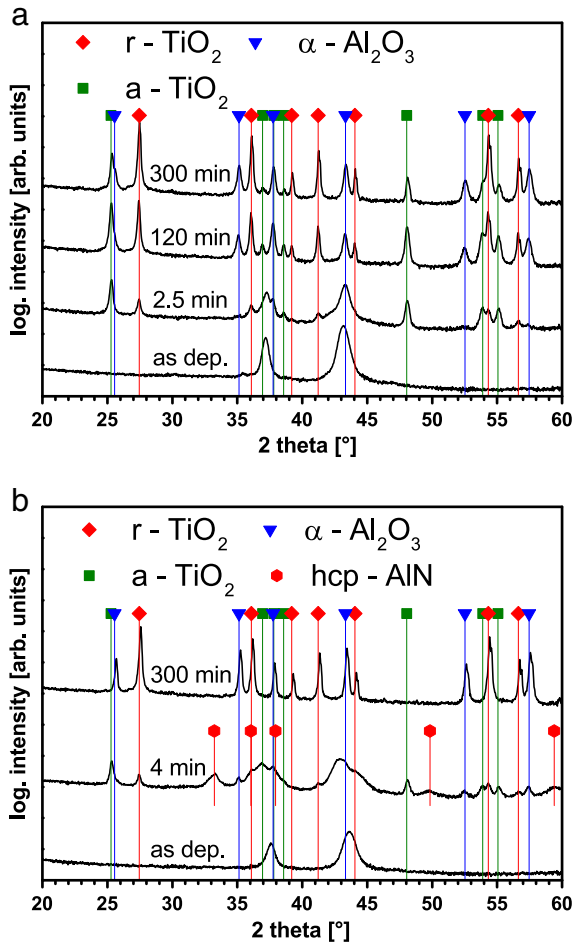 a
r - TiO₂ α - Al₂O₃
a - TiO₂
300 min
120 min
2.5 min
as dep.
log. intensity [arb. units]
20 25 30 35 40 45 50 55 60
2 theta [°]
b
r - TiO₂ α - Al₂O₃
a - TiO₂ hcp - AlN
300 min
4 min
as dep.
log. intensity [arb. units]
20 25 30 35 40 45 50 55 60
2 theta [°]